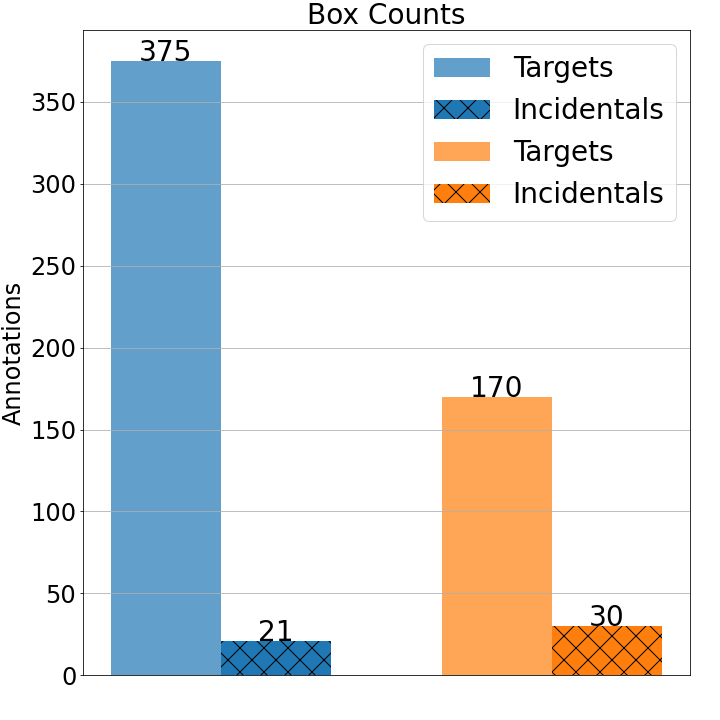 Box Counts
375
Targets
Incidentals
Targets
Incidentals
350
300
250
200
170
150
100
50
30
21
0
Annotations